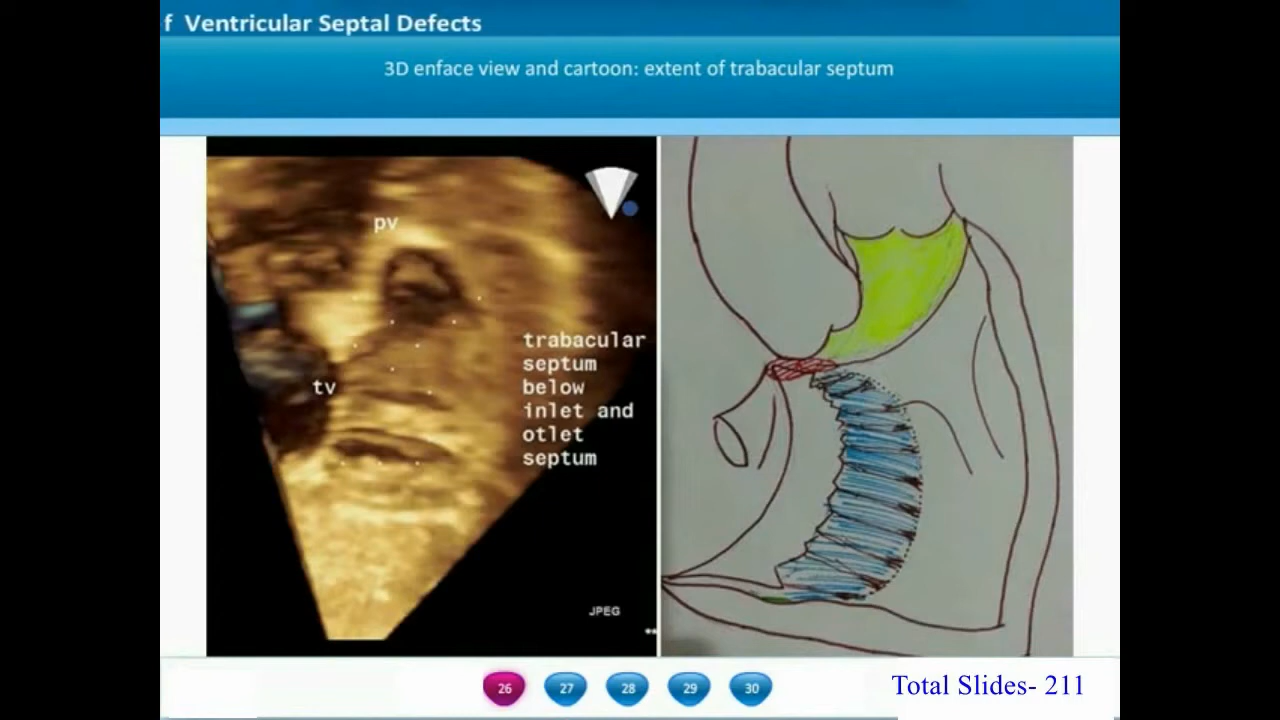 f Ventricular Septal Defects
3D enface view and cartoon: extent of trabacular septum
pv
tv
trabacular
septum
below
inlet and
otlet
septum
JPEG
26 27 28 29 30
Total Slides- 211